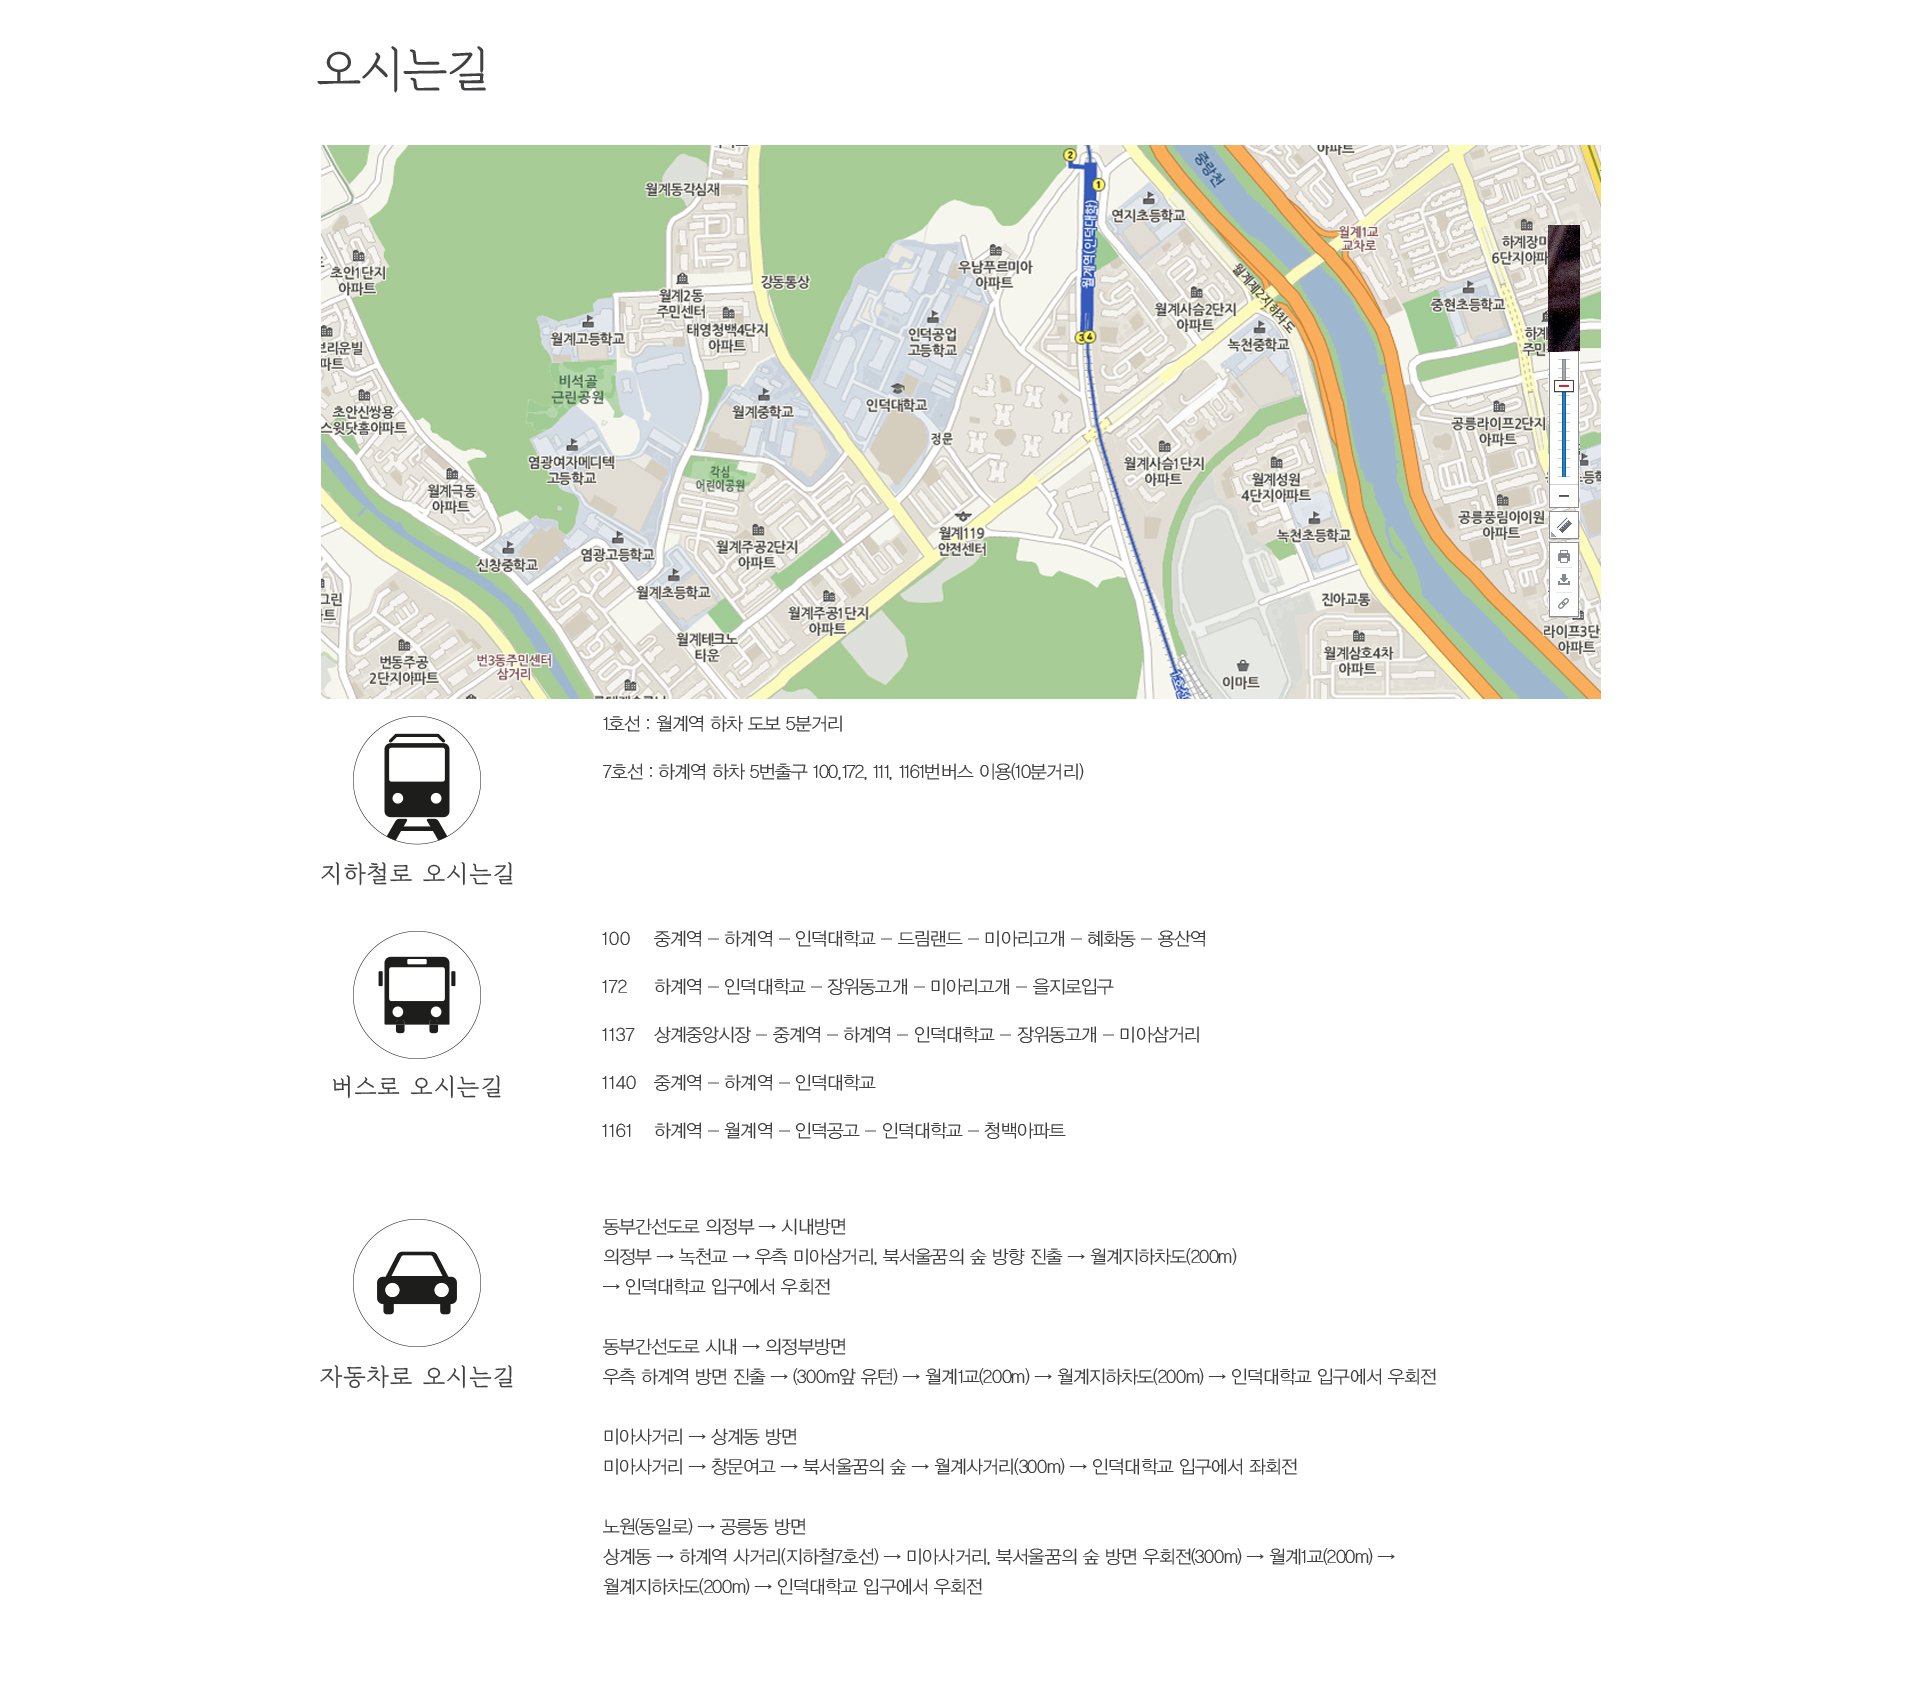 오시는길
월계동각심재
연지초등학교
중랑천
월계1교
교차로
초안1단지
아파트
월계2동
주민센터
강동통상
우남푸르미아
아파트
월계역(인덕대학)
월계제2지하차도
월계고등학교
태영청백4단지
아파트
인덕공업
고등학교
월계사슴2단지
아파트
녹천중학교
중현초등학교
비석골
근린공원
초안신쌍용
스윗닷홈아파트
월계중학교
인덕대학교
정문
공릉라이프2단지
아파트
염광여자메디텍
고등학교
각심
어린이공원
월계사슴1단지
아파트
월계성원
4단지아파트
월계극동
아파트
월계119
안전센터
공릉풍림아이원
아파트
신창중학교
염광고등학교
월계주공2단지
아파트
녹천초등학교
월계초등학교
월계주공1단지
아파트
진아교통
월계테크노
타운
번동주공
2단지아파트
번3동주민센터
삼거리
이마트
월계삼호4차
아파트
1호선 : 월계역 하차 도보 5분거리
7호선 : 하계역 하차 5번출구 100,172, 111, 1161번버스 이용(10분거리)
지하철로 오시는길
100 중계역 – 하계역 – 인덕대학교 – 드림랜드 – 미아리고개 – 혜화동 – 용산역
172 하계역 – 인덕대학교 – 장위동고개 – 미아리고개 – 을지로입구
1137 상계중앙시장 – 중계역 – 하계역 – 인덕대학교 – 장위동고개 – 미아삼거리
1140 중계역 – 하계역 – 인덕대학교
1161 하계역 – 월계역 – 인덕공고 – 인덕대학교 – 청백아파트
버스로 오시는길
동부간선도로 의정부 → 시내방면
의정부 → 녹천교 → 우측 미아삼거리, 북서울꿈의 숲 방향 진출 → 월계지하차도(200m)
→ 인덕대학교 입구에서 우회전
동부간선도로 시내 → 의정부방면
우측 하계역 방면 진출 → (300m앞 유턴) → 월계1교(200m) → 월계지하차도(200m) → 인덕대학교 입구에서 우회전
자동차로 오시는길
미아사거리 → 상계동 방면
미아사거리 → 창문여고 → 북서울꿈의 숲 → 월계사거리(300m) → 인덕대학교 입구에서 좌회전
노원(동일로) → 공릉동 방면
상계동 → 하계역 사거리(지하철7호선) → 미아사거리, 북서울꿈의 숲 방면 우회전(300m) → 월계1교(200m) →
월계지하차도(200m) → 인덕대학교 입구에서 우회전